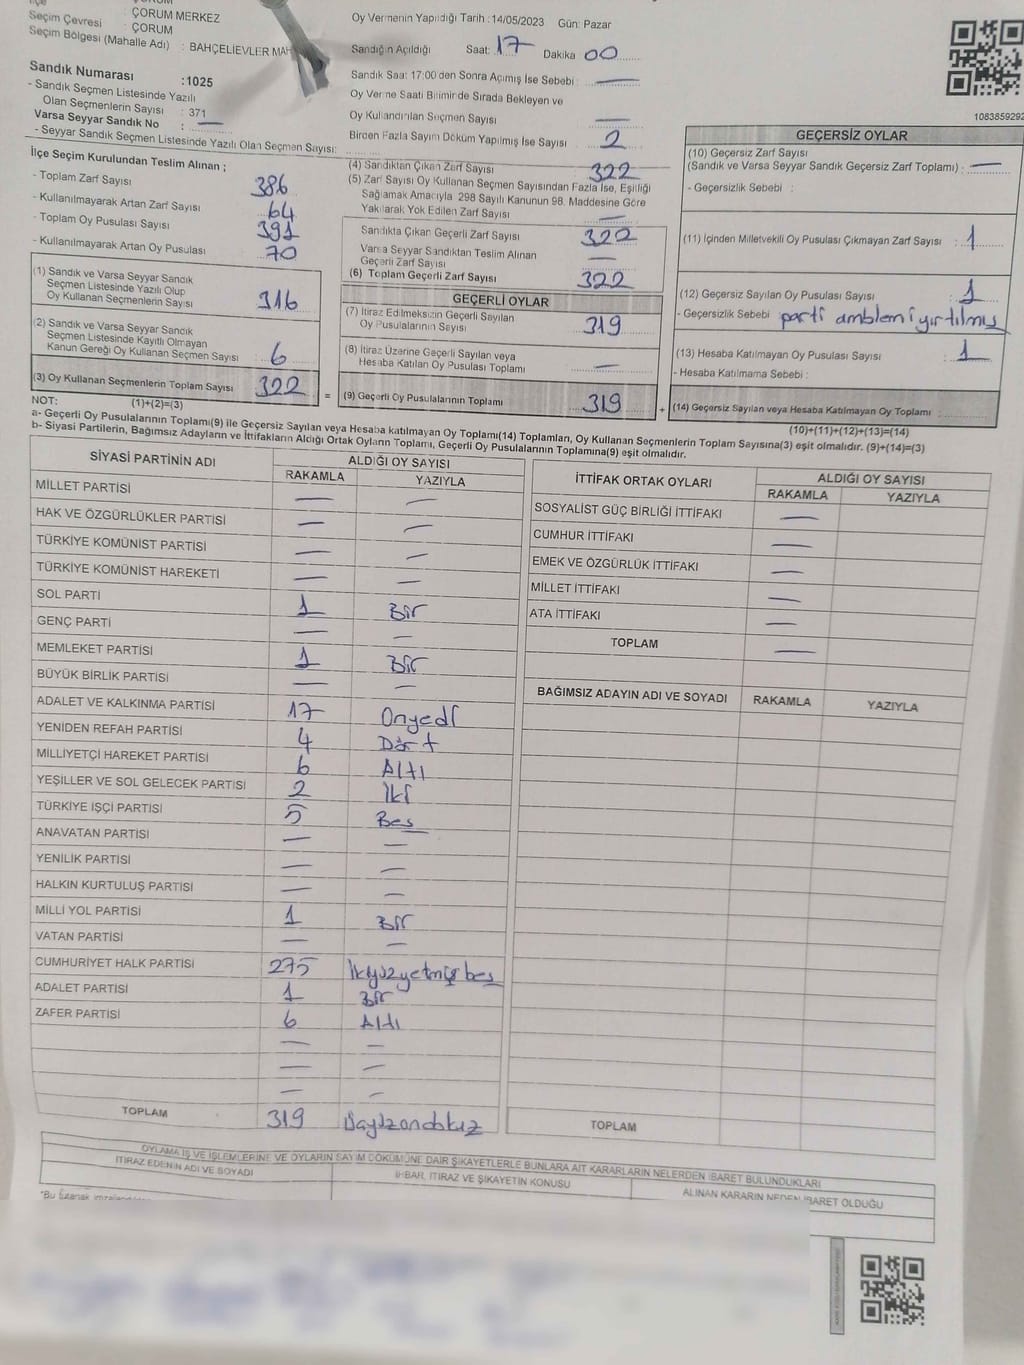 ÇORUM MERKEZ
Seçim Çevresi : ÇORUM
Seçim Bölgesi (Mahalle Adı) : BAHÇELİEVLER MAH
Sandık Numarası :1025
- Sandık Seçmen Listesinde Yazılı
Olan Seçmenlerin Sayısı : 371
Varsa Seyyar Sandık No : —
- Seyyar Sandık Seçmen Listesinde Yazılı Olan Seçmen Sayısı:
İlçe Seçim Kurulundan Teslim Alınan ;
- Toplam Zarf Sayısı 386
- Kullanılmayarak Artan Zarf Sayısı 64
- Toplam Oy Pusulası Sayısı 391
- Kullanılmayarak Artan Oy Pusulası 70
(1) Sandık ve Varsa Seyyar Sandık
Seçmen Listesinde Yazılı Olup
Oy Kullanan Seçmenlerin Sayısı 316
(2) Sandık ve Varsa Seyyar Sandık
Seçmen Listesinde Kayıtlı Olmayan
Kanun Gereği Oy Kullanan Seçmen Sayısı : 6
(3) Oy Kullanan Seçmenlerin Toplam Sayısı 322
(1)+(2)=(3)
Oy Vermenin Yapıldığı Tarih : 14/05/2023 Gün: Pazar
Sandığın Açıldığı Saat: 17 Dakika 00
Sandık Saat 17:00'den Sonra Açılmış İse Sebebi : —
Oy Verme Saati Bitiminde Sırada Bekleyen ve
Oy Kullandırılan Seçmen Sayısı —
Birden Fazla Sayım Döküm Yapılmış İse Sayısı 2
(4) Sandıktan Çıkan Zarf Sayısı 322
(5) Zarf Sayısı Oy Kullanan Seçmen Sayısından Fazla İse, Eşitliği
Sağlamak Amacıyla 298 Sayılı Kanunun 98. Maddesine Göre
Yakılarak Yok Edilen Zarf Sayısı —
Sandıkta Çıkan Geçerli Zarf Sayısı 322
Varsa Seyyar Sandıktan Teslim Alınan
Geçerli Zarf Sayısı —
(6) Toplam Geçerli Zarf Sayısı 322
GEÇERLİ OYLAR
(7) İtiraz Edilmeksizin Geçerli Sayılan
Oy Pusulalarının Sayısı 319
(8) İtiraz Üzerine Geçerli Sayılan veya
Hesaba Katılan Oy Pusulası Toplamı —
= (9) Geçerli Oy Pusulalarının Toplamı 319 +
1083859292
GEÇERSİZ OYLAR
(10) Geçersiz Zarf Sayısı
(Sandık ve Varsa Seyyar Sandık Geçersiz Zarf Toplamı) : —
- Geçersizlik Sebebi :
(11) İçinden Milletvekili Oy Pusulası Çıkmayan Zarf Sayısı : 1
(12) Geçersiz Sayılan Oy Pusulası Sayısı : 1
- Geçersizlik Sebebi parti amblemi yırtılmış
(13) Hesaba Katılmayan Oy Pusulası Sayısı : 1
- Hesaba Katılmama Sebebi :
(14) Geçersiz Sayılan veya Hesaba Katılmayan Oy Toplamı :
(10)+(11)+(12)+(13)=(14)
NOT:
a- Geçerli Oy Pusulalarının Toplamı(9) ile Geçersiz Sayılan veya Hesaba katılmayan Oy Toplamı(14) Toplamları, Oy Kullanan Seçmenlerin Toplam Sayısına(3) eşit olmalıdır. (9)+(14)=(3)
b- Siyasi Partilerin, Bağımsız Adayların ve İttifakların Aldığı Ortak Oyların Toplamı, Geçerli Oy Pusulalarının Toplamına(9) eşit olmalıdır.
SİYASİ PARTİNİN ADI ALDIĞI OY SAYISI
RAKAMLA YAZIYLA
MİLLET PARTİSİ — —
HAK VE ÖZGÜRLÜKLER PARTİSİ — —
TÜRKİYE KOMÜNİST PARTİSİ — —
TÜRKİYE KOMÜNİST HAREKETİ — —
SOL PARTİ 1 Bir
GENÇ PARTİ — —
MEMLEKET PARTİSİ 1 Bir
BÜYÜK BİRLİK PARTİSİ — —
ADALET VE KALKINMA PARTİSİ 17 Onyedi
YENİDEN REFAH PARTİSİ 4 Dört
MİLLİYETÇİ HAREKET PARTİSİ 6 Altı
YEŞİLLER VE SOL GELECEK PARTİSİ 2 İki
TÜRKİYE İŞÇİ PARTİSİ 5 Beş
ANAVATAN PARTİSİ — —
YENİLİK PARTİSİ — —
HALKIN KURTULUŞ PARTİSİ — —
MİLLİ YOL PARTİSİ 1 Bir
VATAN PARTİSİ — —
CUMHURİYET HALK PARTİSİ 275 İkiyüzyetmiş beş
ADALET PARTİSİ 1 Bir
ZAFER PARTİSİ 6 Altı
— —
— —
— —
TOPLAM 319
İTTİFAK ORTAK OYLARI ALDIĞI OY SAYISI
RAKAMLA YAZIYLA
SOSYALİST GÜÇ BİRLİĞİ İTTİFAKI —
CUMHUR İTTİFAKI —
EMEK VE ÖZGÜRLÜK İTTİFAKI —
MİLLET İTTİFAKI —
ATA İTTİFAKI —
TOPLAM —
BAĞIMSIZ ADAYIN ADI VE SOYADI RAKAMLA YAZIYLA
TOPLAM
OYLAMA İŞ VE İŞLEMLERİNE VE OYLARIN SAYIM DÖKÜMÜNE DAİR ŞİKAYETLERLE BUNLARA AİT KARARLARIN NELERDEN İBARET BULUNDUKLARI
İTİRAZ EDENİN ADI VE SOYADI İHBAR, İTİRAZ VE ŞİKAYETİN KONUSU ALINAN KARARIN NEDEN İBARET OLDUĞU